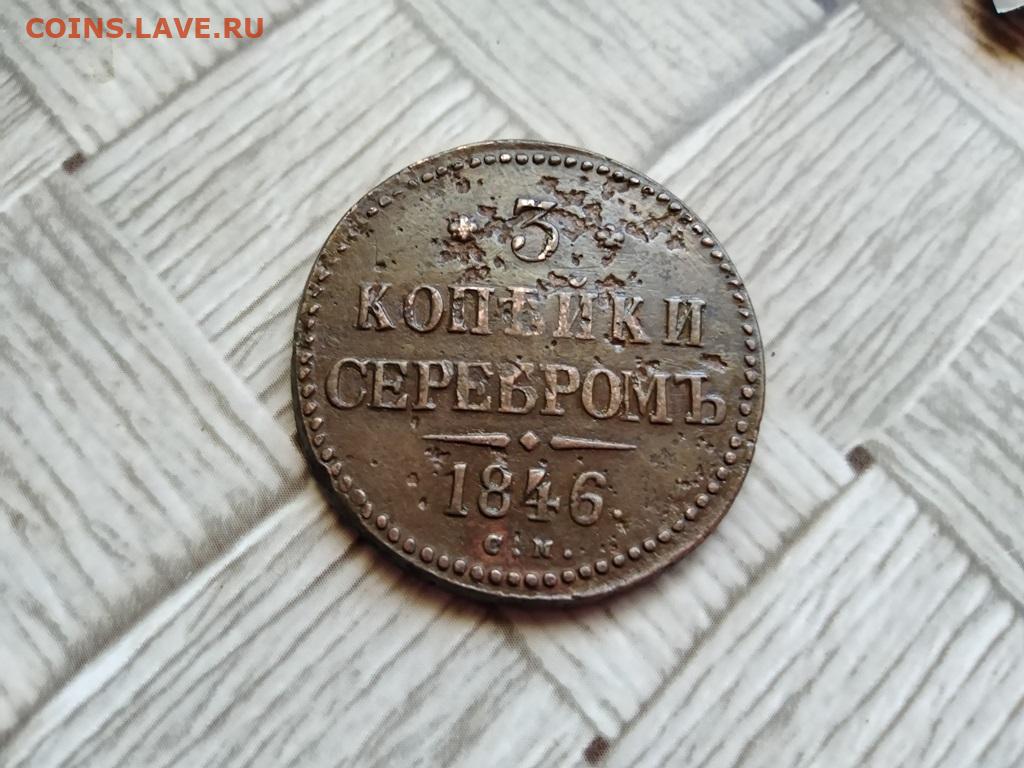 COINS.LAVE.RU
* 3 *
КОПѢЙКИ
СЕРЕБРОМЪ
1846.
С.М.